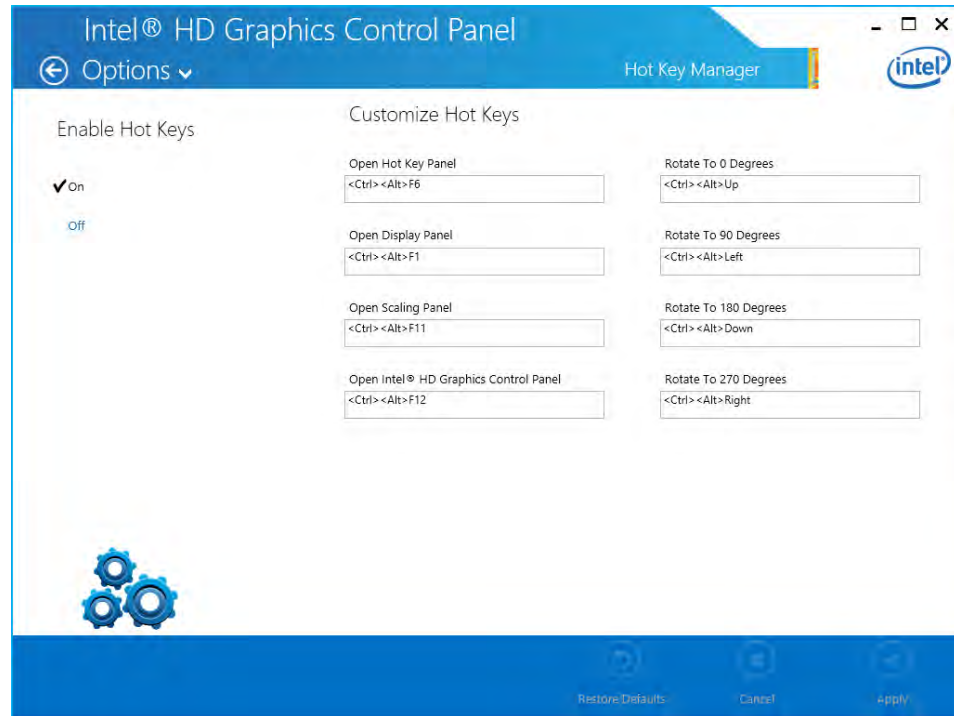 Intel® HD Graphics Control Panel
Options
Hot Key Manager
intel
Enable Hot Keys
On
Off
Customize Hot Keys
Open Hot Key Panel
<Ctrl><Alt>F6
Rotate To 0 Degrees
<Ctrl><Alt>Up
Open Display Panel
<Ctrl><Alt>F1
Rotate To 90 Degrees
<Ctrl><Alt>Left
Open Scaling Panel
<Ctrl><Alt>F11
Rotate To 180 Degrees
<Ctrl><Alt>Down
Open Intel® HD Graphics Control Panel
<Ctrl><Alt>F12
Rotate To 270 Degrees
<Ctrl><Alt>Right
Restore Defaults
Cancel
Apply